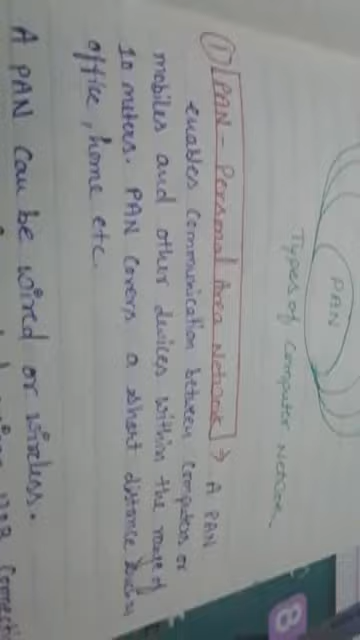 PAN
Types of Computer Network
① PAN - Personal Area Network → A PAN
enables communication between computers or
mobiles and other devices within the range of
10 meters. PAN covers a short distance
office, home etc.
A PAN can be wired or wireless.
USB
8